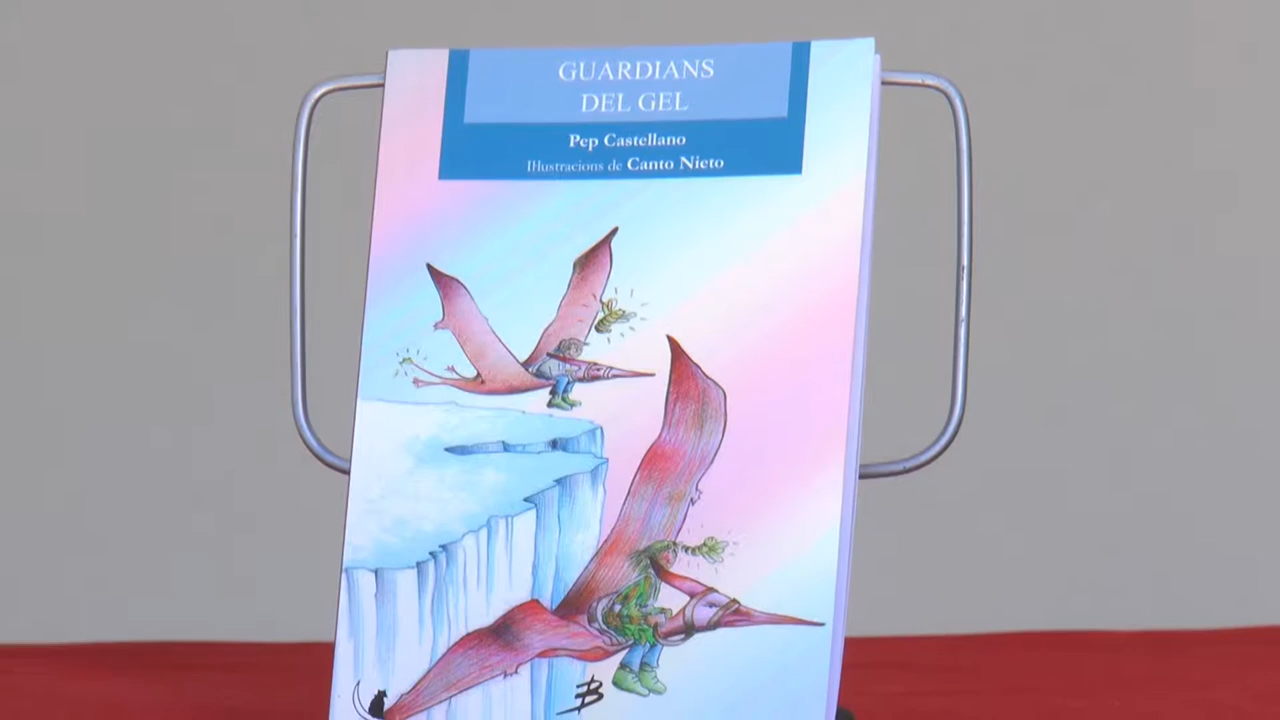 GUARDIANS
DEL GEL
Pep Castellano
Il·lustracions de Canto Nieto
B